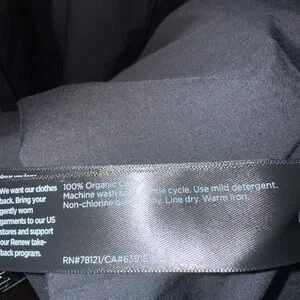 We want our clothes
back. Bring your
gently worn
garments to our US
stores and support
our Renew take-
back program.
100% Organic
Machine wash cycle. Use mild detergent.
Non-chlorine Line dry. Warm iron.
RN#78121/CA#